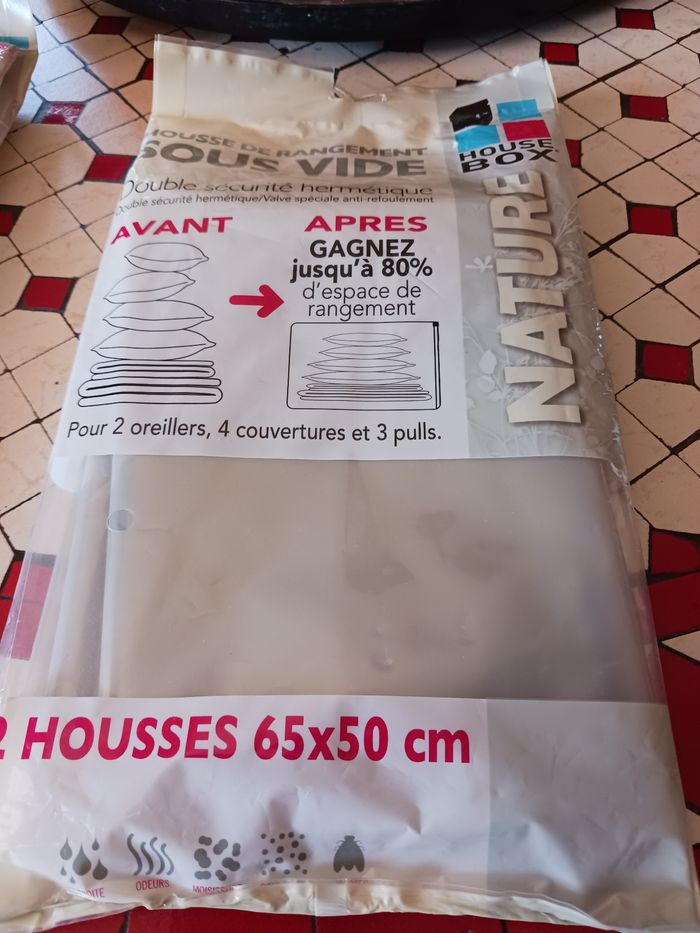 HOUSSE DE RANGEMENT
SOUS VIDE
Double sécurité hermétique
Double sécurité hermétique/Valve spéciale anti-refoulement
AVANT
APRES
GAGNEZ
jusqu'à 80%
d'espace de
rangement
Pour 2 oreillers, 4 couvertures et 3 pulls.
HOUSE
BOX
NATURE
2 HOUSSES 65x50 cm
ODEURS